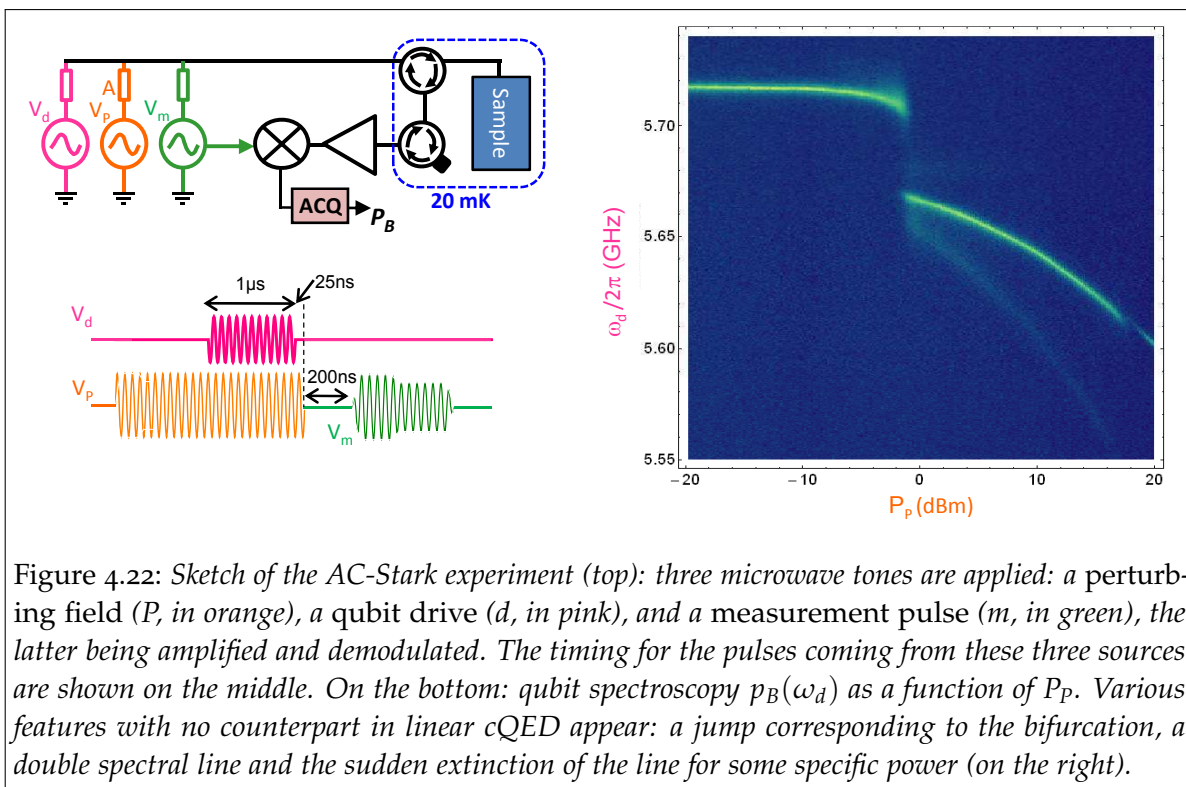 V_d
A
V_P
V_m
Sample
20 mK
ACQ
P_B
1µs
25ns
V_d
V_P
200ns
V_m
ω_d/2π (GHz)
5.70
5.65
5.60
5.55
−20
−10
0
10
20
P_P (dBm)
Figure 4.22: Sketch of the AC-Stark experiment (top): three microwave tones are applied: a perturb-
ing field (P, in orange), a qubit drive (d, in pink), and a measurement pulse (m, in green), the
latter being amplified and demodulated. The timing for the pulses coming from these three sources
are shown on the middle. On the bottom: qubit spectroscopy p_B(ω_d) as a function of P_P. Various
features with no counterpart in linear cQED appear: a jump corresponding to the bifurcation, a
double spectral line and the sudden extinction of the line for some specific power (on the right).